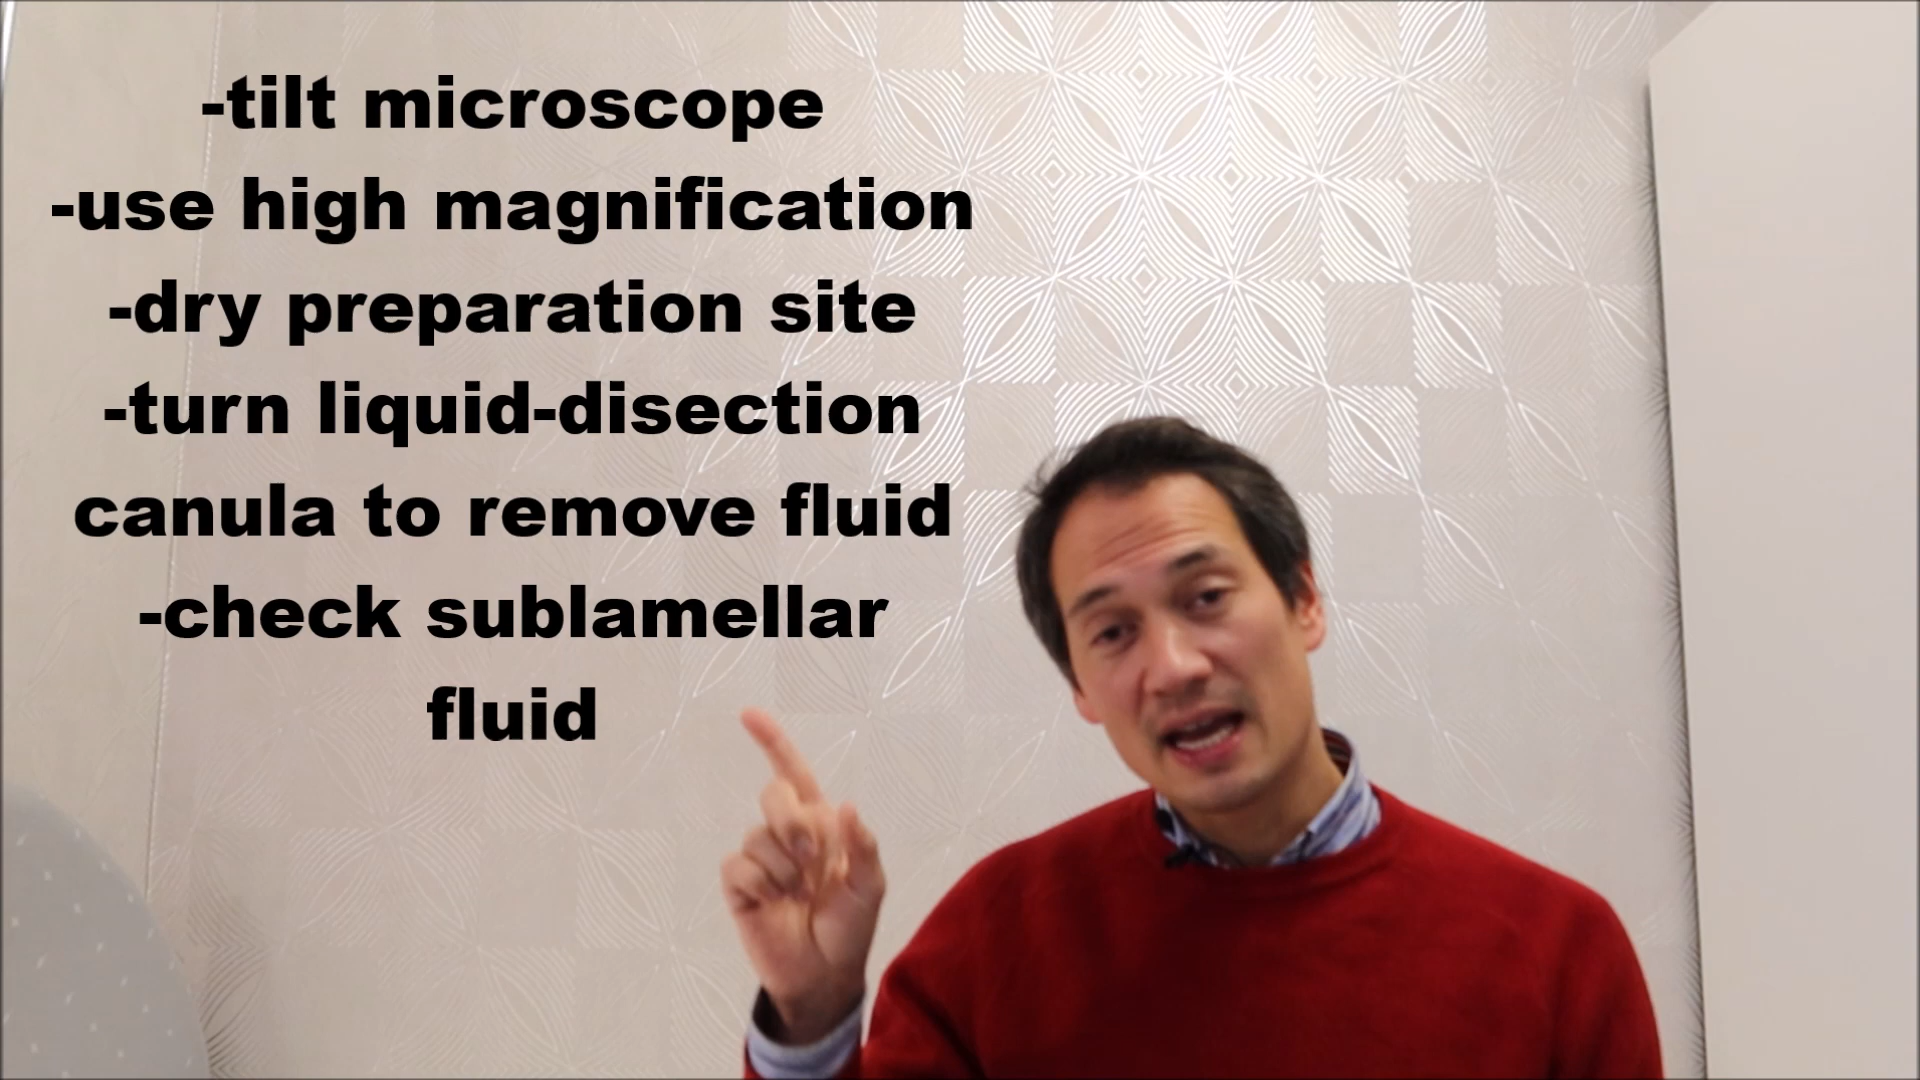 -tilt microscope
-use high magnification
-dry preparation site
-turn liquid-disection
canula to remove fluid
-check sublamellar
fluid